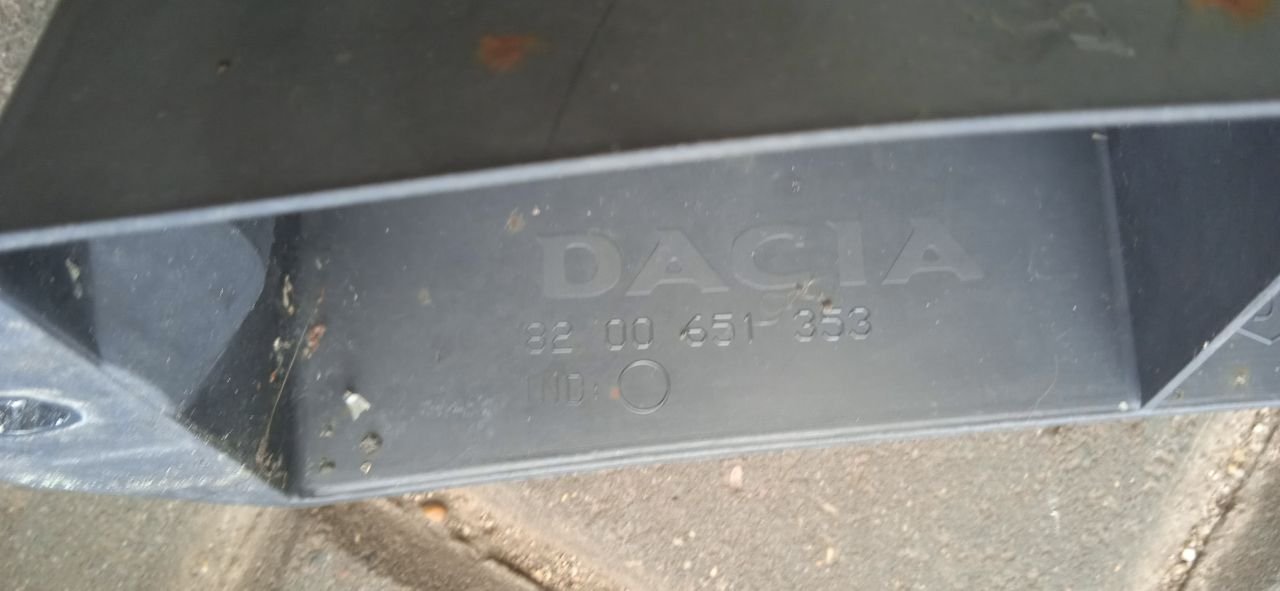 DACIA
82 00 651 353
IND: